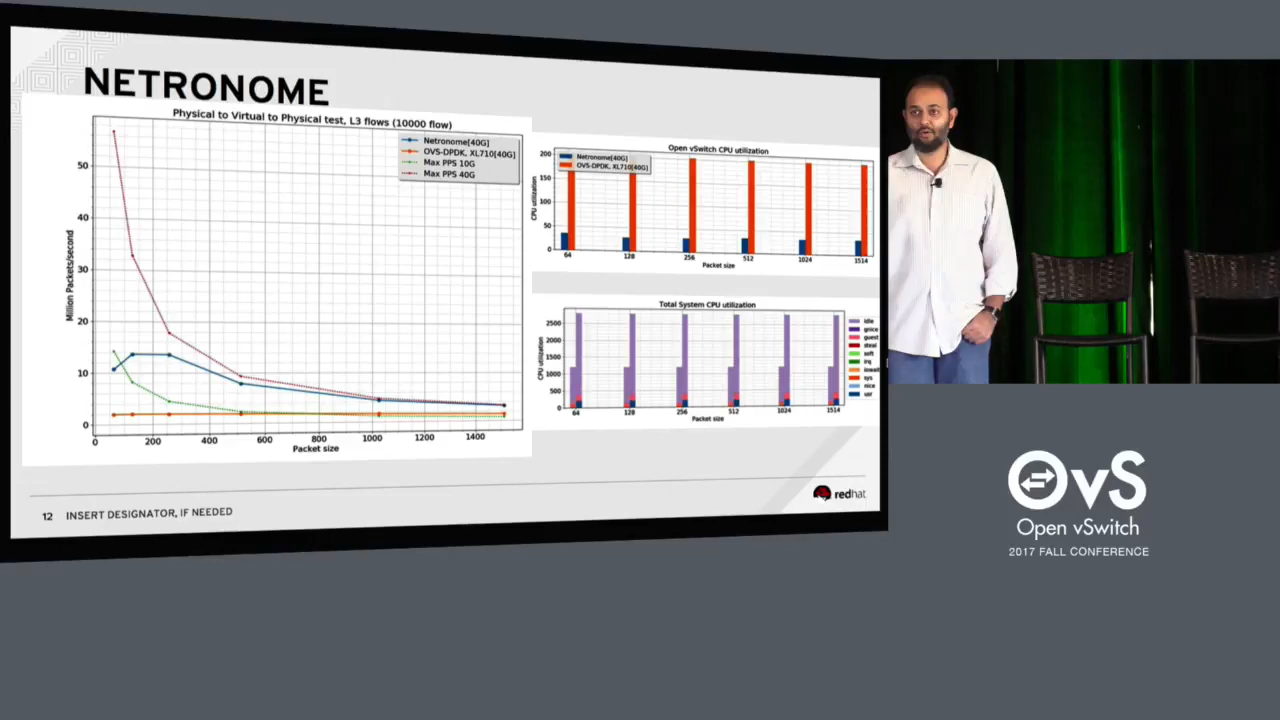 NETRONOME
Physical to Virtual to Physical test, L3 flows (10000 flow)
Netronome[40G]
OVS-DPDK, XL710[40G]
Max PPS 10G
Max PPS 40G
Million Packets/second
50
40
30
20
10
0
0 200 400 600 800 1000 1200 1400
Packet size
Open vSwitch CPU utilization
Netronome[40G]
OVS-DPDK, XL710[40G]
CPU utilization
200
150
100
50
0
64 128 256 512 1024 1514
Packet size
Total System CPU utilization
CPU utilization
2500
2000
1500
1000
500
0
64 128 256 512 1024 1514
Packet size
idle
gnice
guest
steal
soft
irq
iowait
sys
nice
usr
redhat
12 INSERT DESIGNATOR, IF NEEDED
OvS
Open vSwitch
2017 FALL CONFERENCE